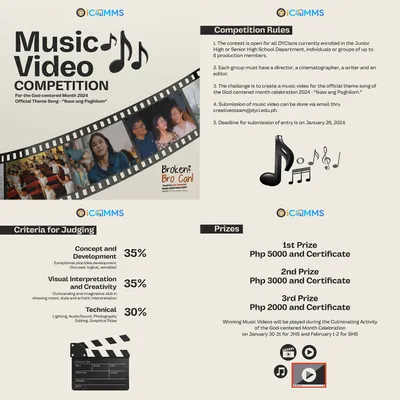 iCOMMS
Music
Video
COMPETITION
For the God-centered Month 2024
Official Theme Song - "Ikaw ang Paghilom"
Broken?
Bro Can!
iCOMMS
Competition Rules
1. The contest is open for all DYCIans currently enrolled in the Junior
High or Senior High School Department, individuals or groups of up to
6 production members.
2. Each group must have a director, a cinematographer, a writer and an
editor.
3. The challenge is to create a music video for the official theme song of
the God-centered month celebration 2024 - "Ikaw ang Paghilom."
4. Submission of music video can be done via email thru
creativesteam@dyci.edu.ph.
5. Deadline for submission of entry is on January 26, 2024.
iCOMMS
Criteria for Judging
Concept and
Development
Exceptional plot/idea development
(focused, logical, sensible)
35%
Visual Interpretation
and Creativity
Outstanding and imaginative skill in
showing mood, style and artistic interpretation
35%
Technical
Lighting, Audio/Sound, Photography
Editing, Graphics/Titles
30%
iCOMMS
Prizes
1st Prize
Php 5000 and Certificate
2nd Prize
Php 3000 and Certificate
3rd Prize
Php 2000 and Certificate
Winning Music Videos will be played during the Culminating Activity
of the God-centered Month Celebration
on January 30-31 for JHS and February 1-2 for SHS